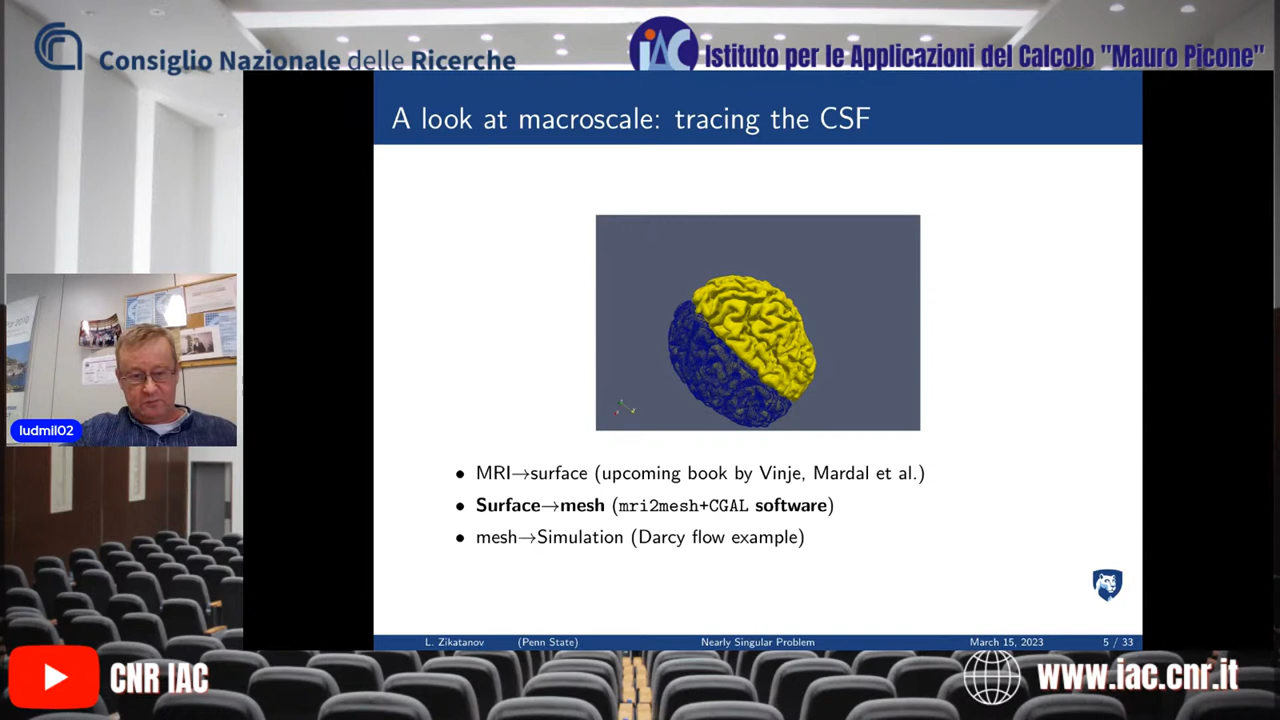 Consiglio Nazionale delle Ricerche
iAC Istituto per le Applicazioni del Calcolo "Mauro Picone"
A look at macroscale: tracing the CSF
ludmil02
• MRI→surface (upcoming book by Vinje, Mardal et al.)
• Surface→mesh (mri2mesh+CGAL software)
• mesh→Simulation (Darcy flow example)
L. Zikatanov (Penn State) Nearly Singular Problem March 15, 2023 5 / 33
CNR IAC
www.iac.cnr.it